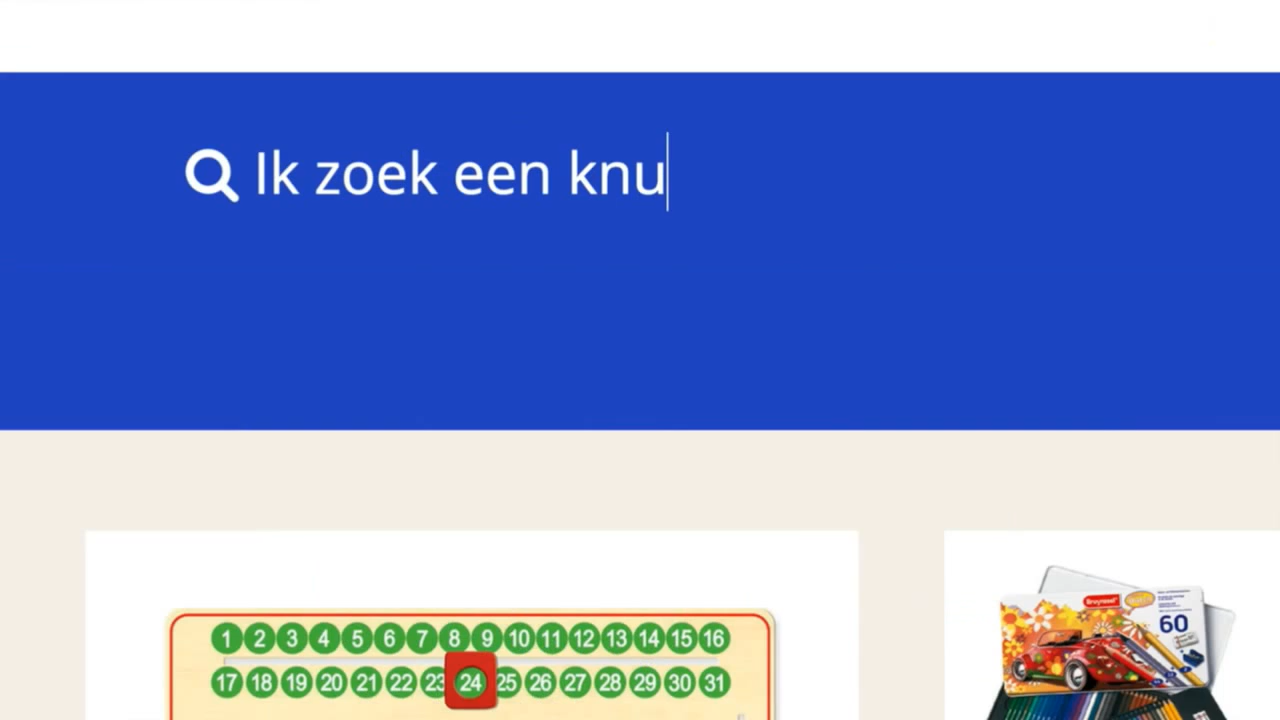 Ik zoek een knu
1 2 3 4 5 6 7 8 9 10 11 12 13 14 15 16
17 18 19 20 21 22 23 24 25 26 27 28 29 30 31
Bruynzeel
60